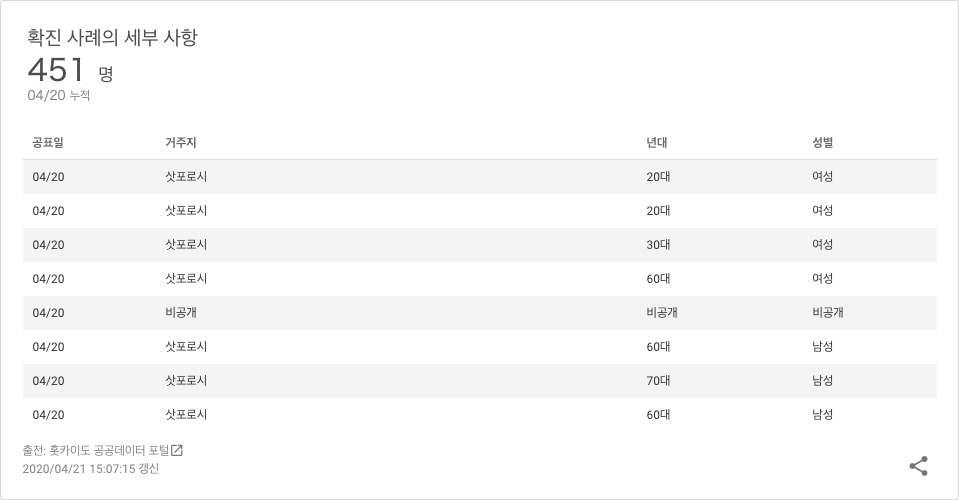 확진 사례의 세부 사항
451 명
04/20 누적
공표일 거주지 년대 성별
04/20 삿포로시 20대 여성
04/20 삿포로시 20대 여성
04/20 삿포로시 30대 여성
04/20 삿포로시 60대 여성
04/20 비공개 비공개 비공개
04/20 삿포로시 60대 남성
04/20 삿포로시 70대 남성
04/20 삿포로시 60대 남성
출전: 홋카이도 공공데이터 포털
2020/04/21 15:07:15 갱신